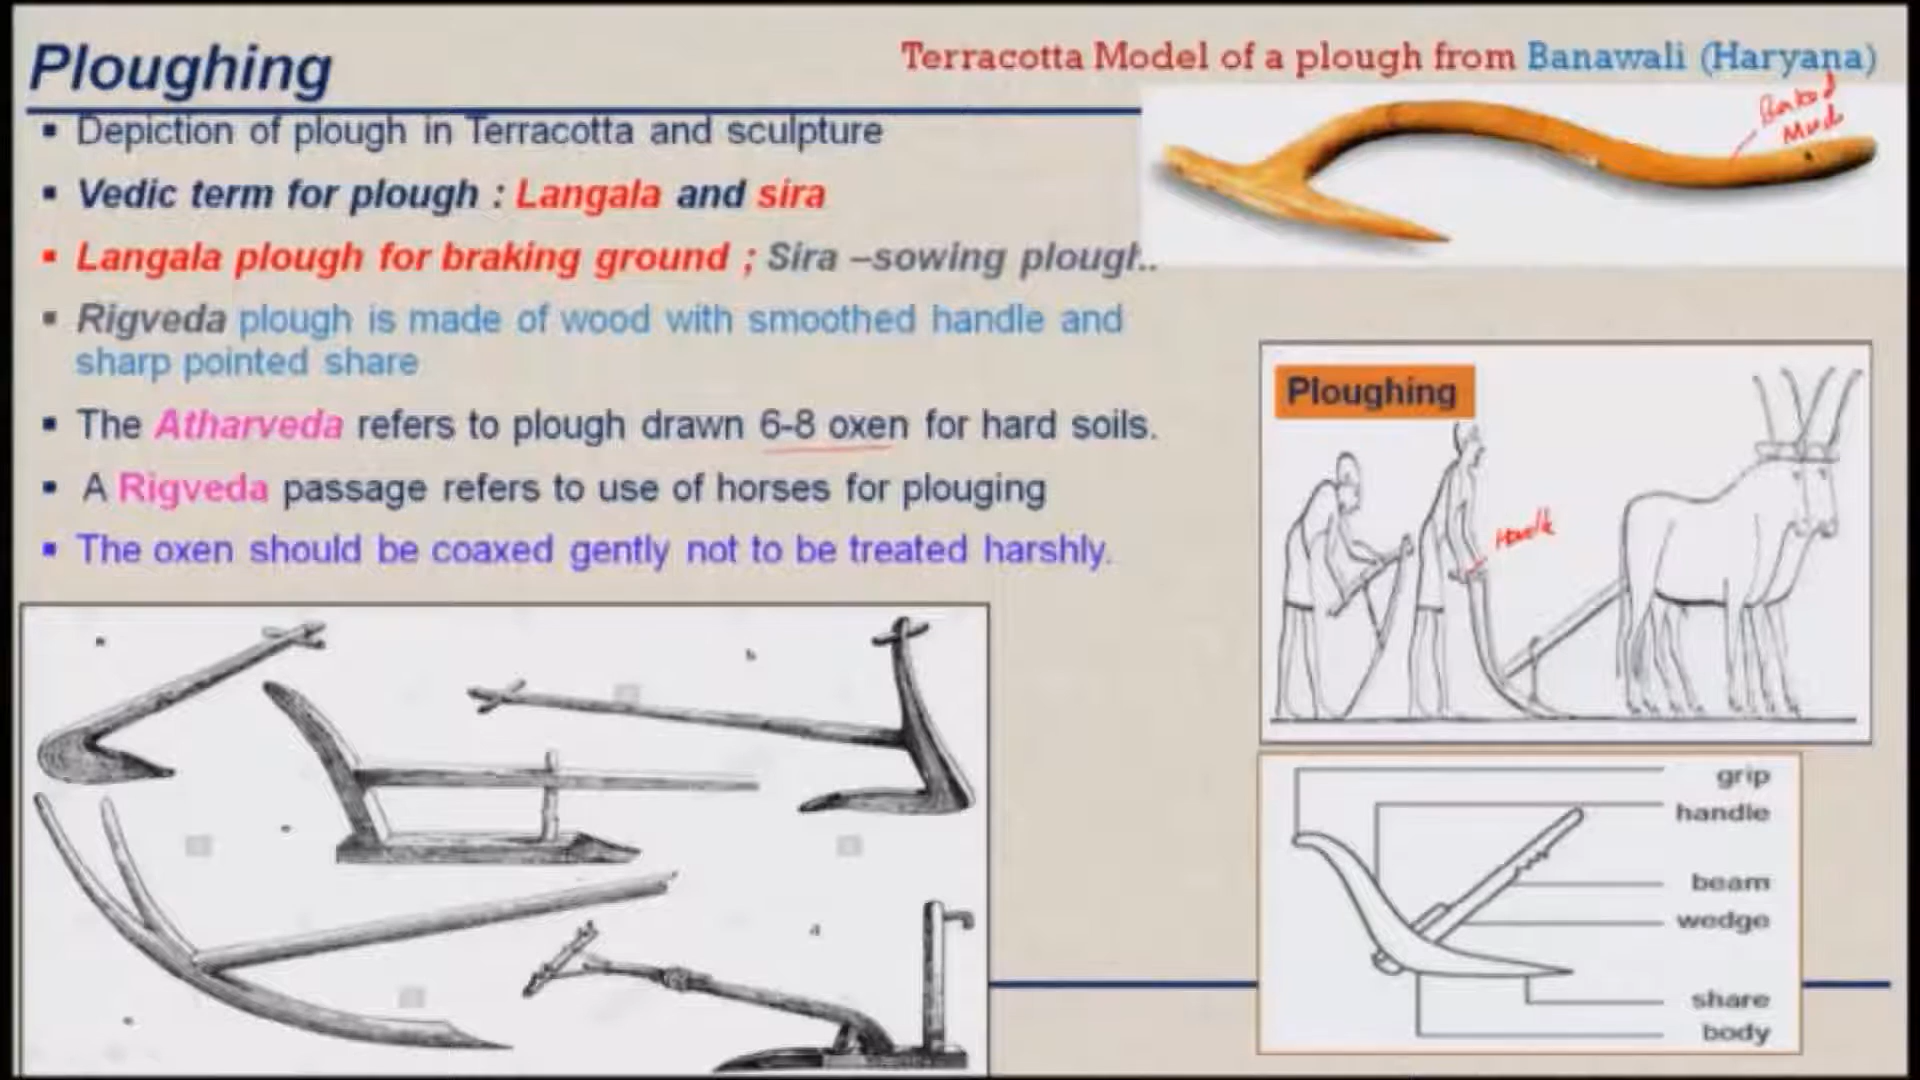 Ploughing
Terracotta Model of a plough from Banawali (Haryana)
Baked
Mud
▪ Depiction of plough in Terracotta and sculpture
▪ Vedic term for plough : Langala and sira
▪ Langala plough for braking ground ; Sira –sowing plough..
▪ Rigveda plough is made of wood with smoothed handle and
sharp pointed share
▪ The Atharveda refers to plough drawn 6-8 oxen for hard soils.
▪ A Rigveda passage refers to use of horses for plouging
▪ The oxen should be coaxed gently not to be treated harshly.
Ploughing
b
d
grip
handle
beam
wedge
share
body